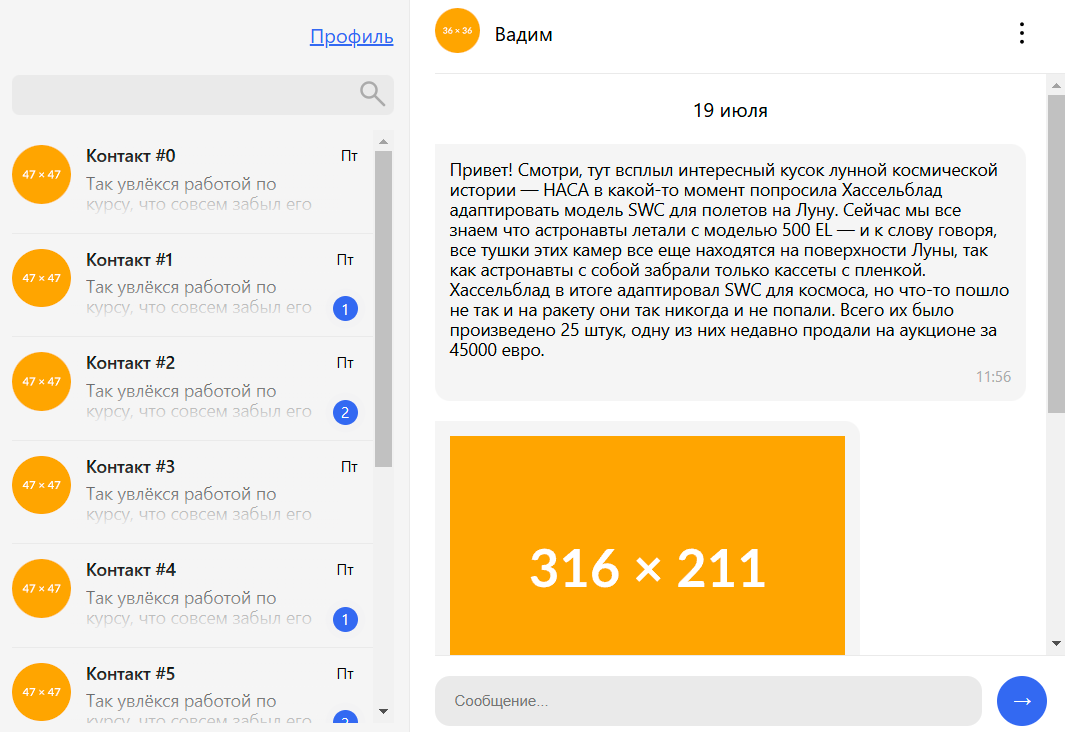 Профиль
47 × 47
Контакт #0
Пт
Так увлёкся работой по
курсу, что совсем забыл его
47 × 47
Контакт #1
Пт
Так увлёкся работой по
курсу, что совсем забыл его
1
47 × 47
Контакт #2
Пт
Так увлёкся работой по
курсу, что совсем забыл его
2
47 × 47
Контакт #3
Пт
Так увлёкся работой по
курсу, что совсем забыл его
47 × 47
Контакт #4
Пт
Так увлёкся работой по
курсу, что совсем забыл его
1
47 × 47
Контакт #5
Пт
Так увлёкся работой по
курсу, что совсем забыл его
2
36 × 36
Вадим
19 июля
Привет! Смотри, тут всплыл интересный кусок лунной космической
истории — НАСА в какой-то момент попросила Хассельблад
адаптировать модель SWC для полетов на Луну. Сейчас мы все
знаем что астронавты летали с моделью 500 EL — и к слову говоря,
все тушки этих камер все еще находятся на поверхности Луны, так
как астронавты с собой забрали только кассеты с пленкой.
Хассельблад в итоге адаптировал SWC для космоса, но что-то пошло
не так и на ракету они так никогда и не попали. Всего их было
произведено 25 штук, одну из них недавно продали на аукционе за
45000 евро.
11:56
316 × 211
Сообщение...
→